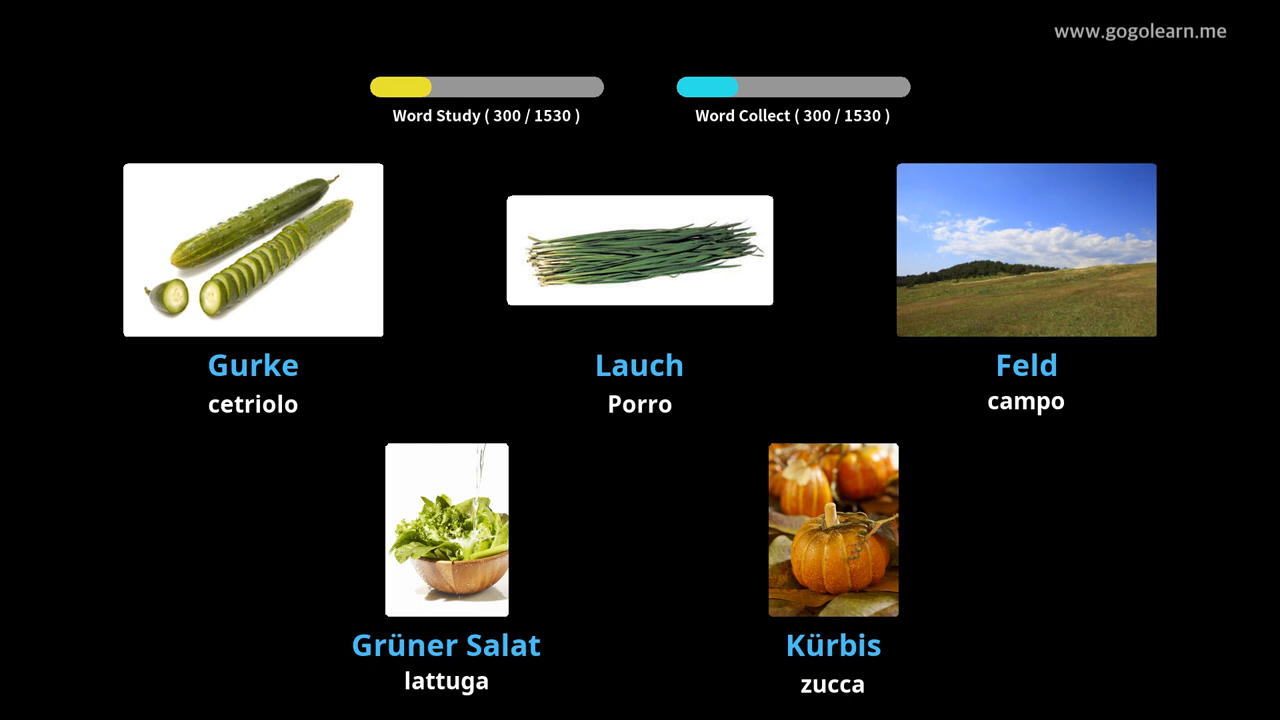 www.gogolearn.me
Word Study ( 300 / 1530 )
Word Collect ( 300 / 1530 )
Gurke
cetriolo
Lauch
Porro
Feld
campo
Grüner Salat
lattuga
Kürbis
zucca